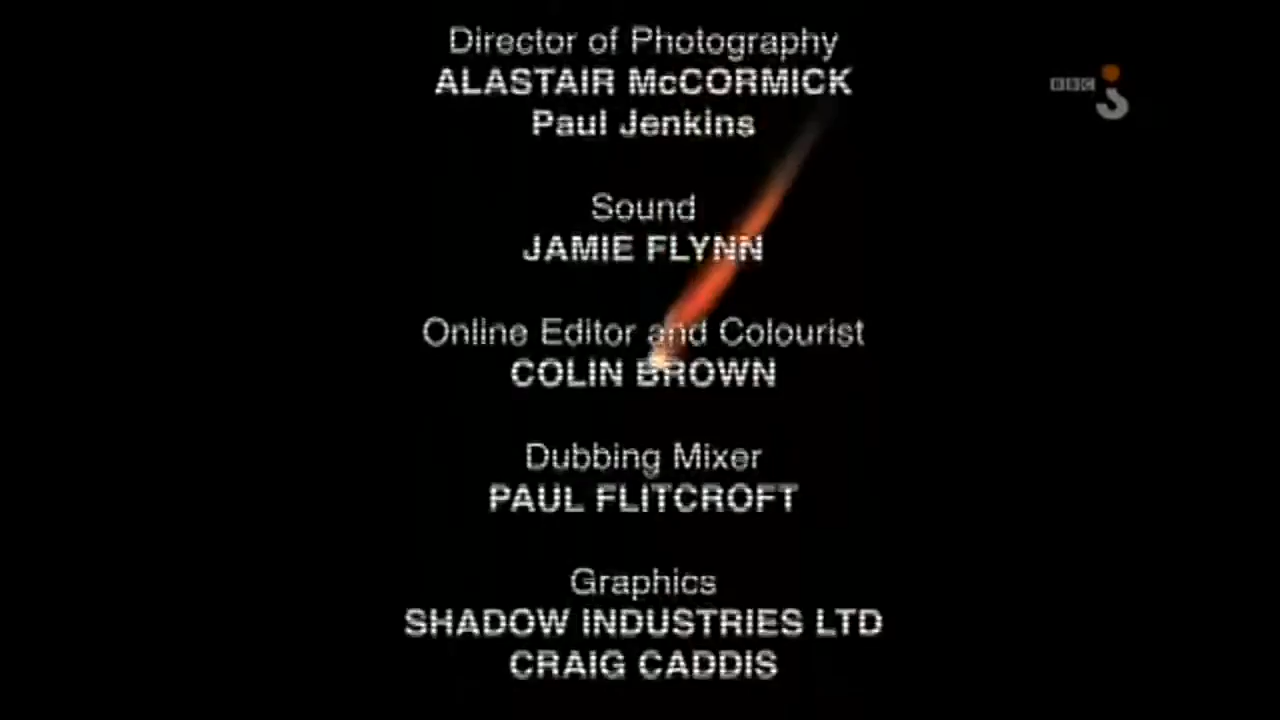 Director of Photography
ALASTAIR McCORMICK
Paul Jenkins
Sound
JAMIE FLYNN
Online Editor and Colourist
COLIN BROWN
Dubbing Mixer
PAUL FLITCROFT
Graphics
SHADOW INDUSTRIES LTD
CRAIG CADDIS
BBC